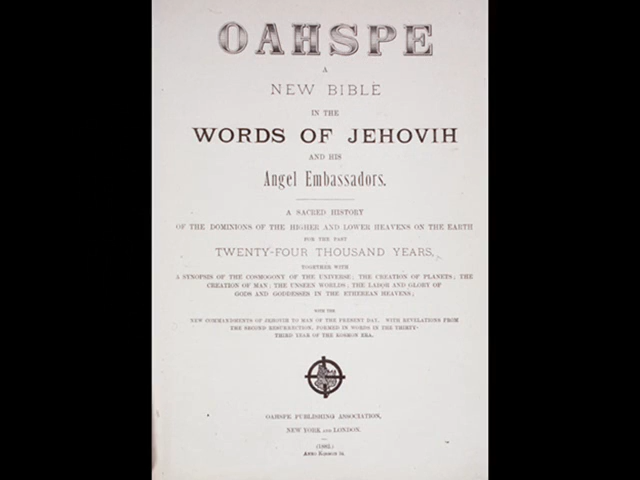 OAHSPE
A
NEW BIBLE
IN THE
WORDS OF JEHOVIH
AND HIS
Angel Embassadors.
A SACRED HISTORY
OF THE DOMINIONS OF THE HIGHER AND LOWER HEAVENS ON THE EARTH
FOR THE PAST
TWENTY-FOUR THOUSAND YEARS,
TOGETHER WITH
A SYNOPSIS OF THE COSMOGONY OF THE UNIVERSE; THE CREATION OF PLANETS; THE
CREATION OF MAN; THE UNSEEN WORLDS; THE LABOR AND GLORY OF
GODS AND GODDESSES IN THE ETHEREAN HEAVENS;
WITH THE
NEW COMMANDMENTS OF JEHOVIH TO MAN OF THE PRESENT DAY. WITH REVELATIONS FROM
THE SECOND RESURRECTION, FORMED IN WORDS IN THE THIRTY-
THIRD YEAR OF THE KOSMON ERA.
OAHSPE PUBLISHING ASSOCIATION,
NEW YORK AND LONDON.
(1882.)
ANNO KOSMON 34.